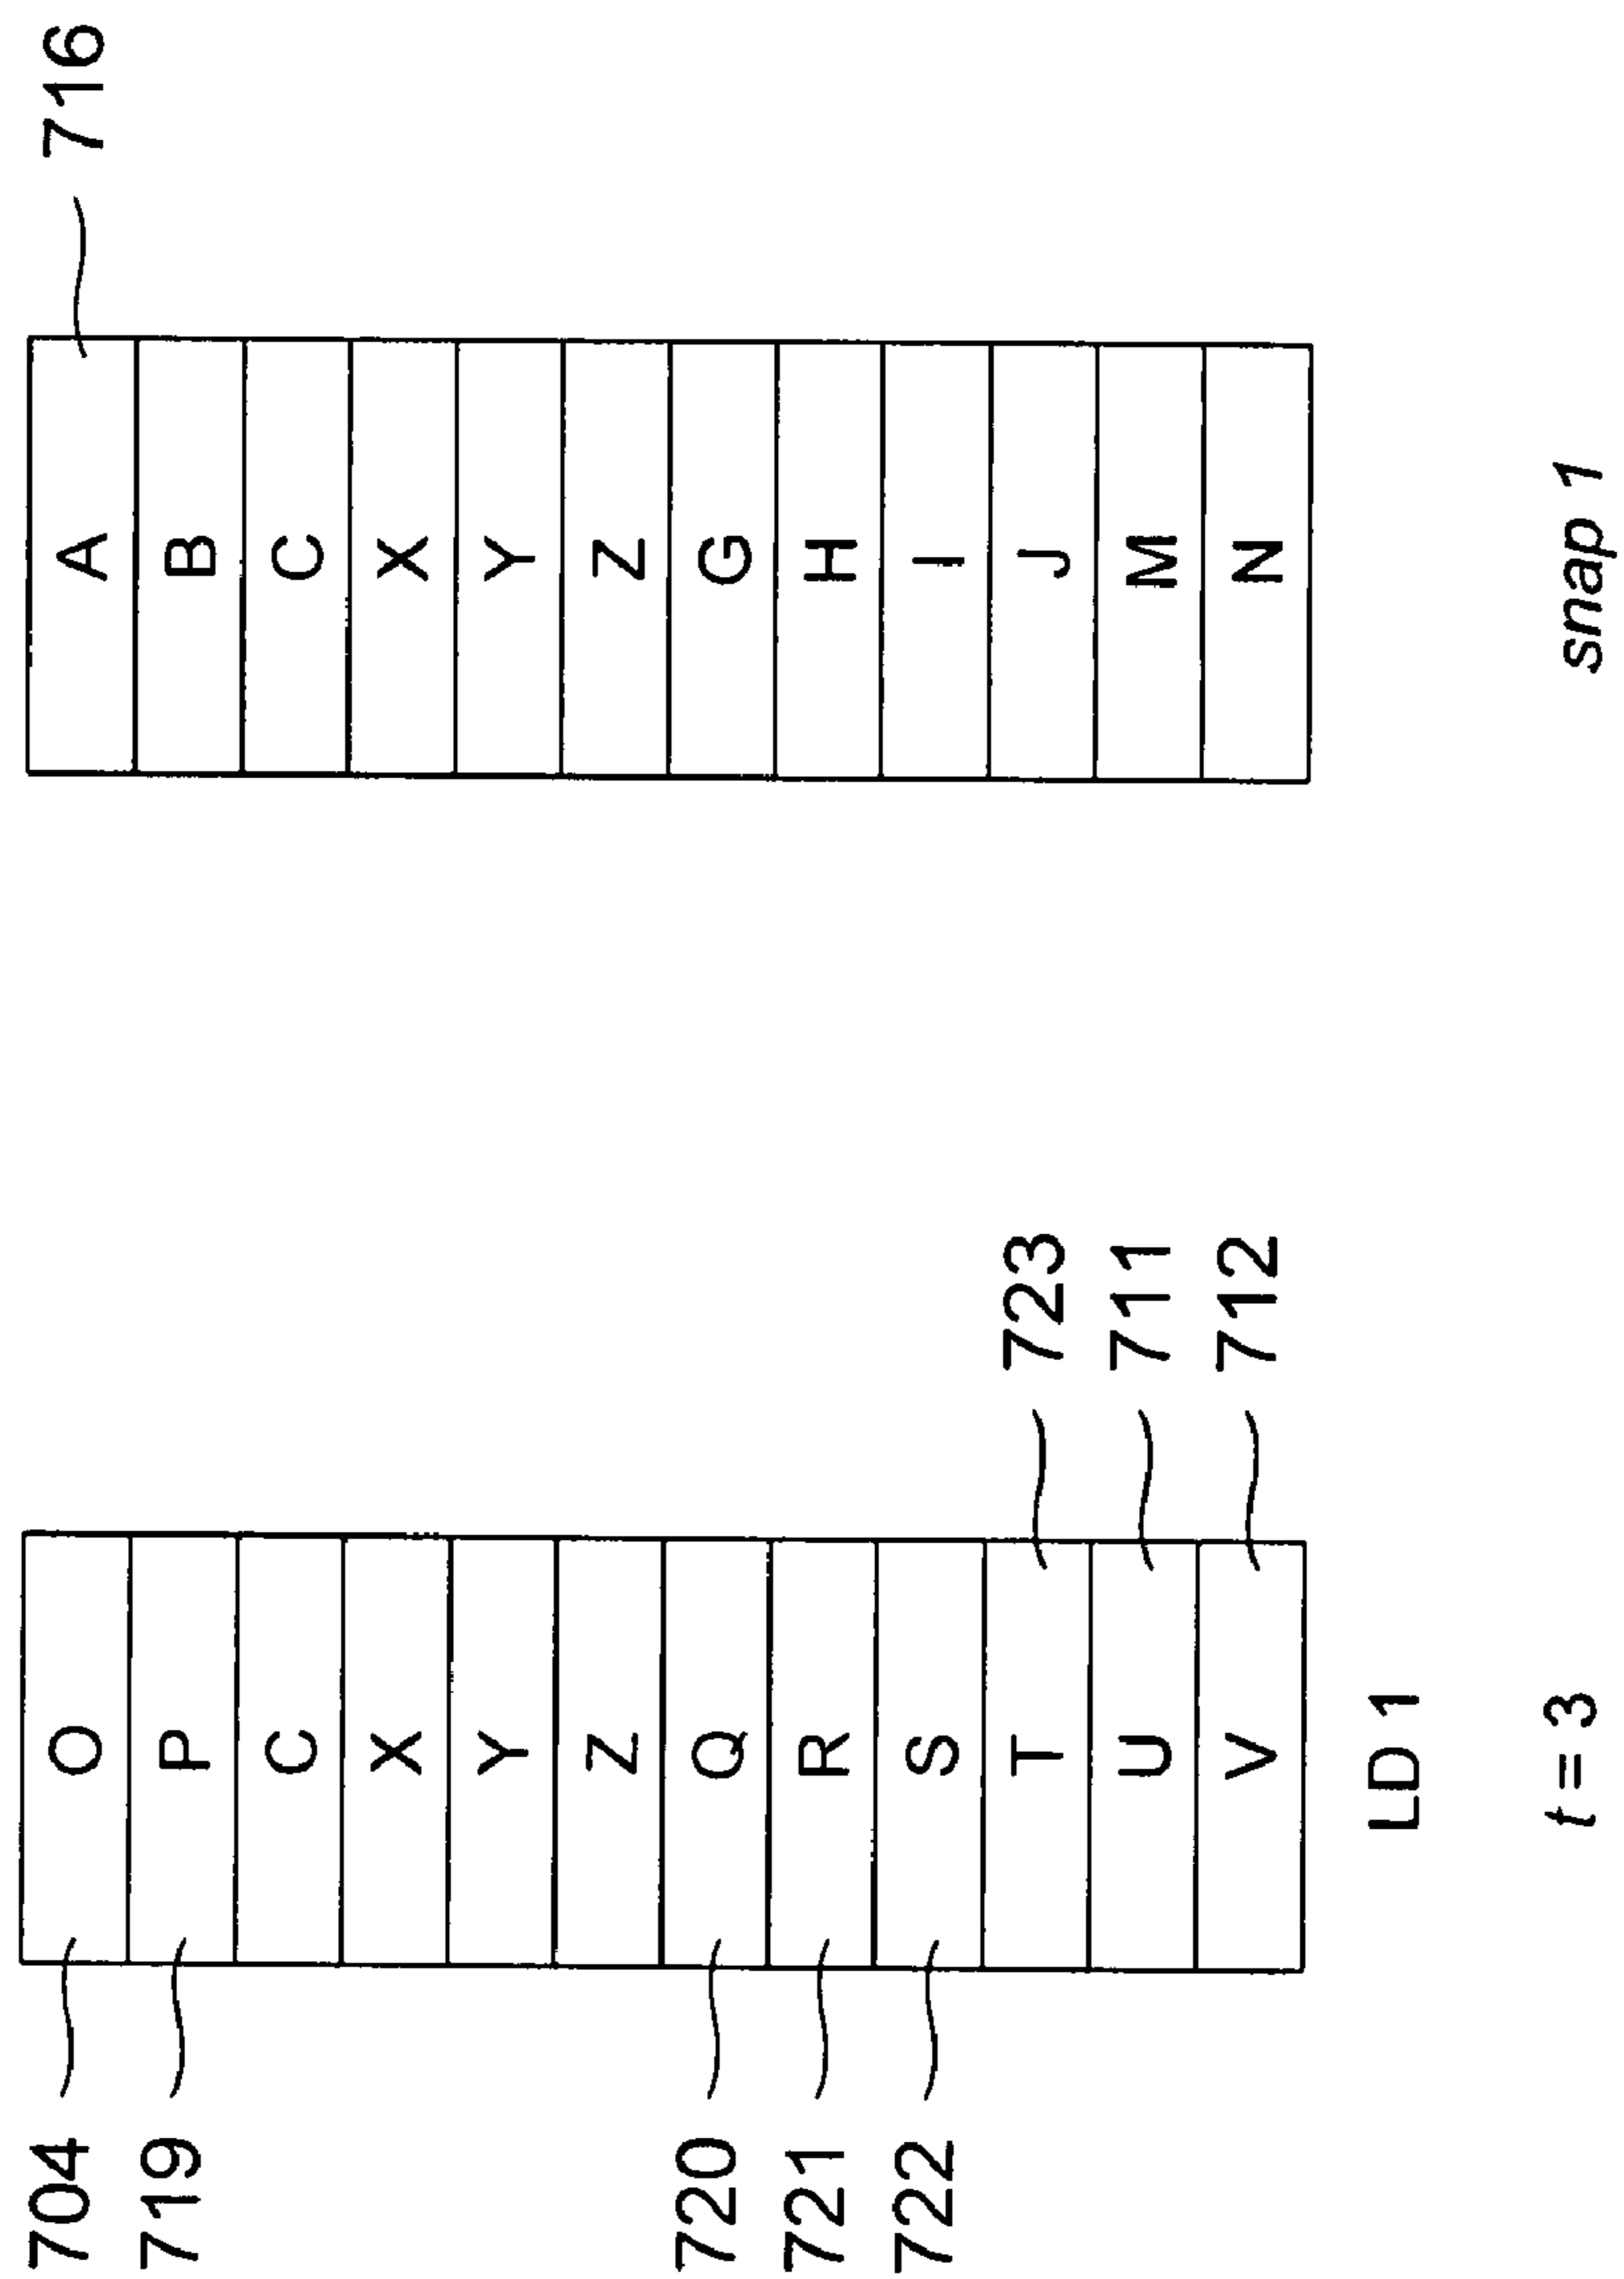 704 O A 716
719 P B
C C
X X
Y Y
Z Z
720 Q G
721 R H
722 S I
T 723 J
U 711 M
V 712 N
LD 1
t = 3 snap 1